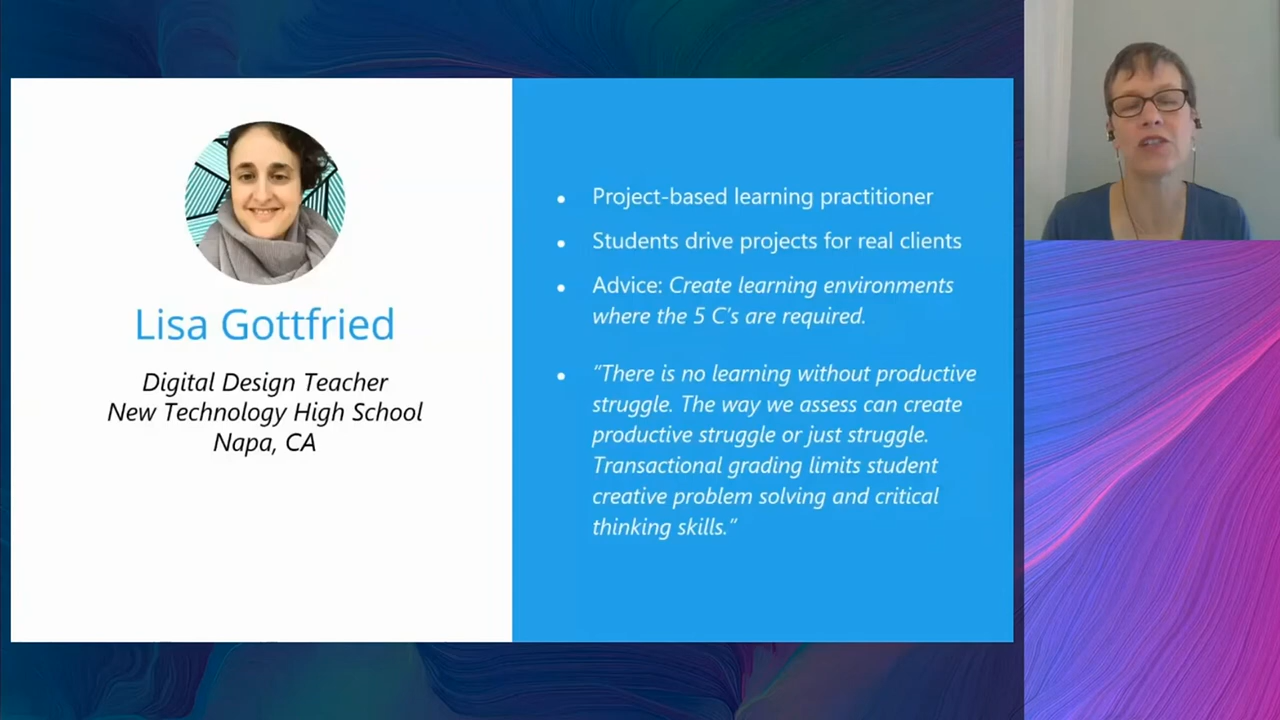 Lisa Gottfried
Digital Design Teacher
New Technology High School
Napa, CA
• Project-based learning practitioner
• Students drive projects for real clients
• Advice: Create learning environments
where the 5 C's are required.
• “There is no learning without productive
struggle. The way we assess can create
productive struggle or just struggle.
Transactional grading limits student
creative problem solving and critical
thinking skills.”